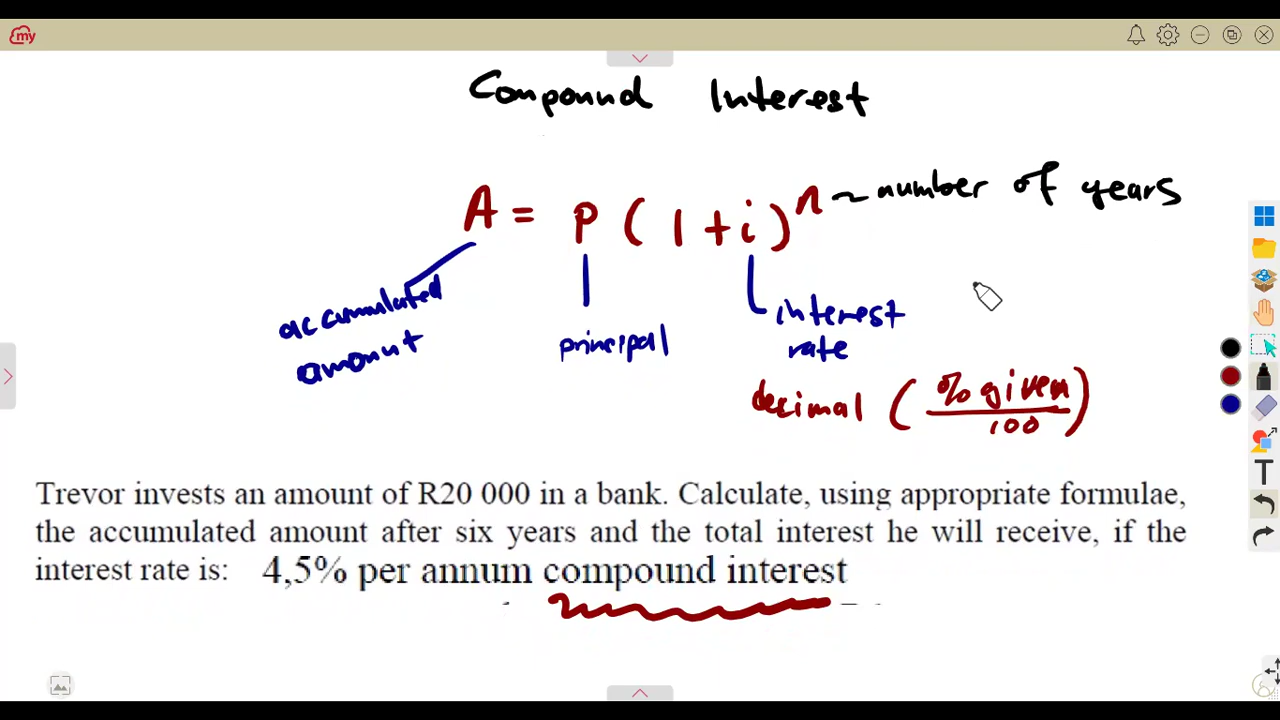 my
Compound Interest
A = P ( 1 + i )ⁿ ~ number of years
accumulated
amount
principal
interest
rate
decimal ( % given / 100 )
Trevor invests an amount of R20 000 in a bank. Calculate, using appropriate formulae,
the accumulated amount after six years and the total interest he will receive, if the
interest rate is: 4,5% per annum compound interest